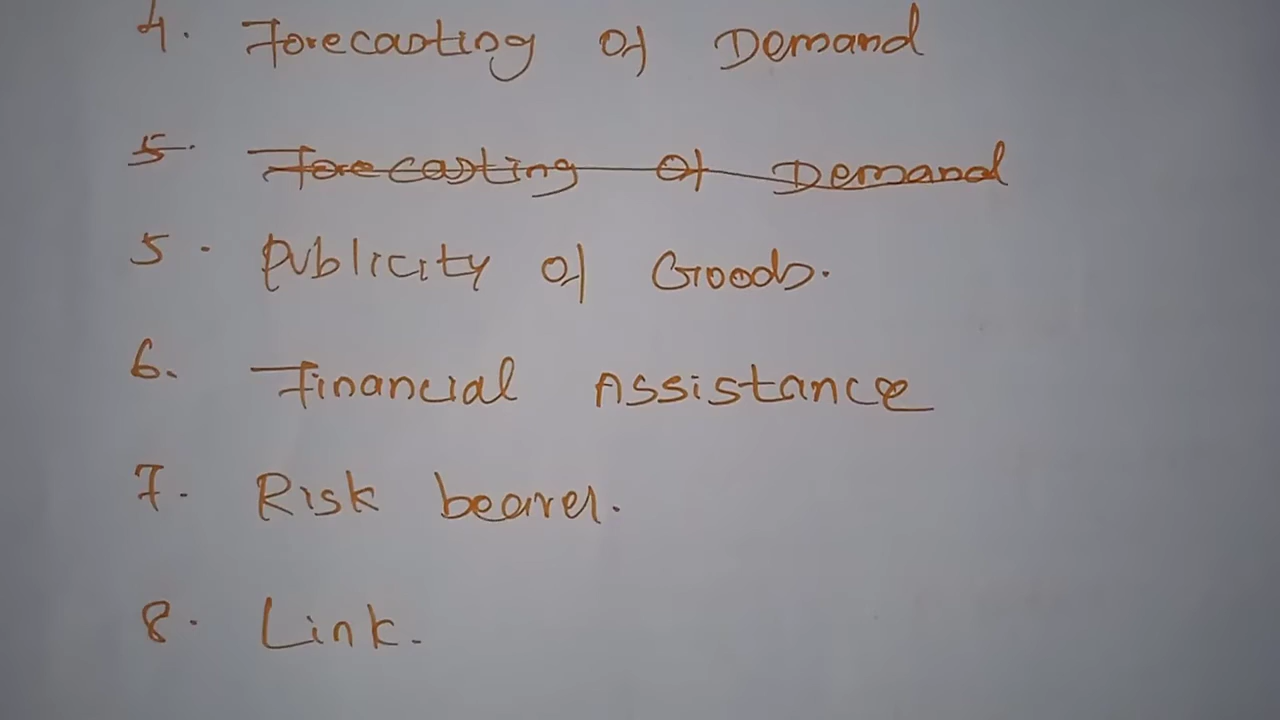 4. Forecasting of Demand
5. Forecasting of Demand
5. Publicity of Goods.
6. Financial Assistance
7. Risk bearer.
8. Link.